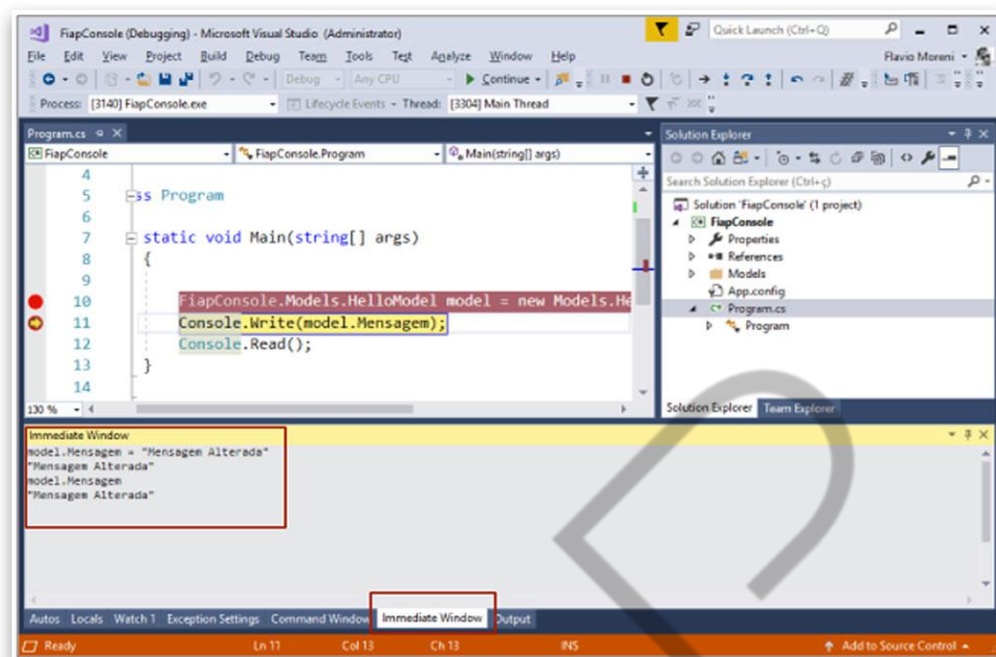 FiapConsole (Debugging) - Microsoft Visual Studio (Administrator)
Quick Launch (Ctrl+Q)
File Edit View Project Build Debug Team Tools Test Analyze Window Help
Flavio Moreni
Debug Any CPU Continue
Process: [3140] FiapConsole.exe Lifecycle Events Thread: [3304] Main Thread
Program.cs
FiapConsole FiapConsole.Program Main(string[] args)
4
5 ss Program
6
7 static void Main(string[] args)
8 {
9
10 FiapConsole.Models.HelloModel model = new Models.He
11 Console.Write(model.Mensagem);
12 Console.Read();
13 }
14
130 %
Solution Explorer
Search Solution Explorer (Ctrl+ç)
Solution 'FiapConsole' (1 project)
FiapConsole
Properties
References
Models
App.config
Program.cs
Program
Solution Explorer Team Explorer
Immediate Window
model.Mensagem = "Mensagem Alterada"
"Mensagem Alterada"
model.Mensagem
"Mensagem Alterada"
Autos Locals Watch 1 Exception Settings Command Window Immediate Window Output
Ready Ln 11 Col 13 Ch 13 INS Add to Source Control